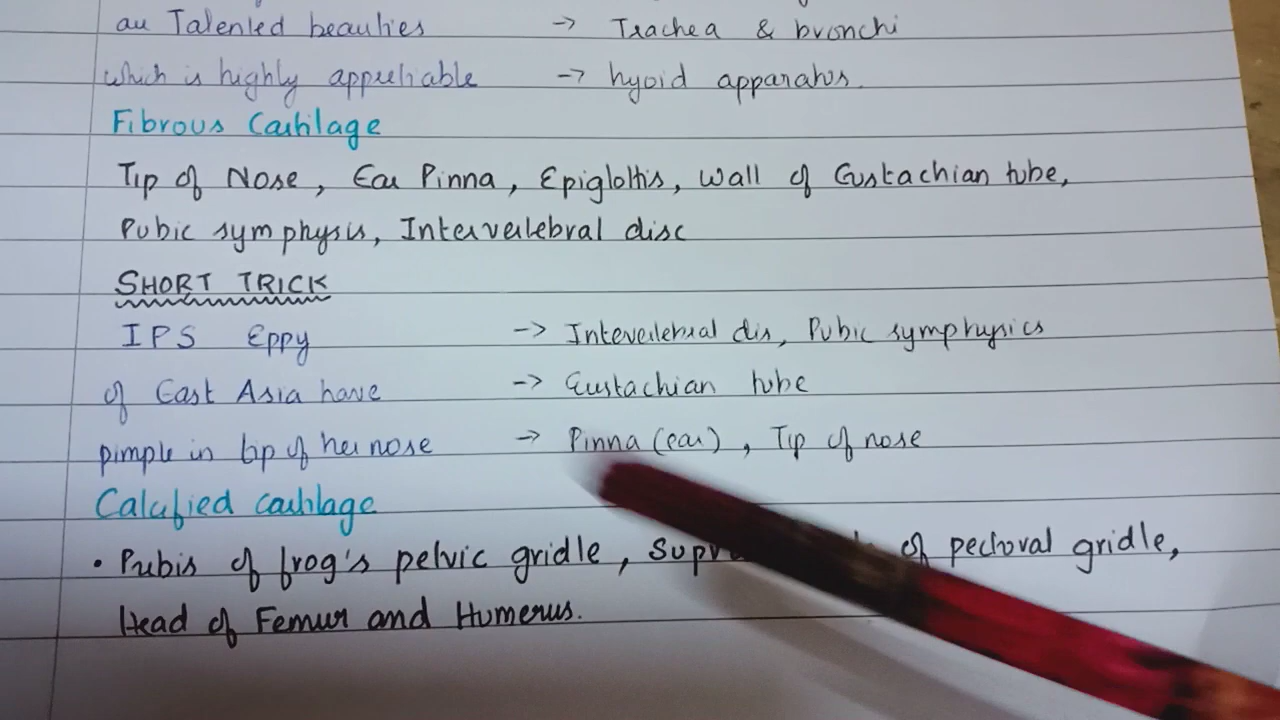 au Talented beauties → Trachea & bronchi
which is highly appreliable → hyoid apparatus.
Fibrous Cartilage
Tip of Nose, Ear Pinna, Epiglottis, Wall of Eustachian tube,
Pubic symphysis, Intervertebral disc
SHORT TRICK
IPS Eppy → Intevertebral dis, Pubic symphysics
of East Asia have → Eustachian tube
pimple in tip of her nose → Pinna (ear), Tip of nose
Calcified cartilage
• Pubis of frog's pelvic gridle, of pectoral gridle,
Head of Femur and Humerus.